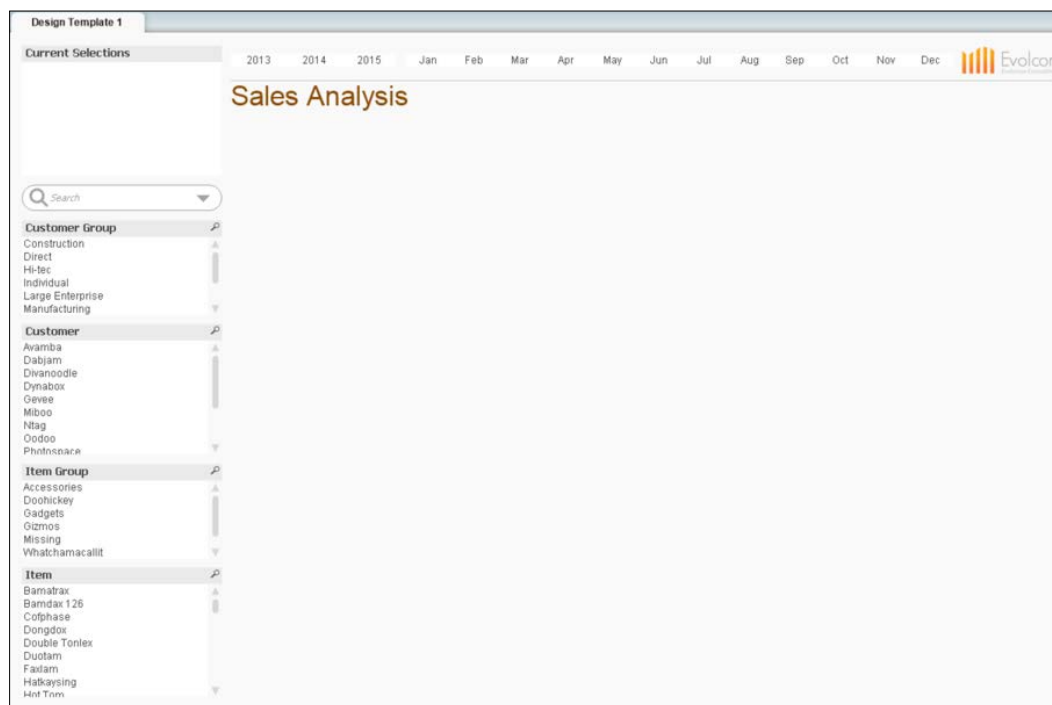 Design Template 1
Current Selections
2013 2014 2015 Jan Feb Mar Apr May Jun Jul Aug Sep Oct Nov Dec
Evolcon
Sales Analysis
Search
Customer Group
Construction
Direct
Hi-tec
Individual
Large Enterprise
Manufacturing
Customer
Avamba
Dabjam
Divanoodle
Dynabox
Gevee
Miboo
Ntag
Oodoo
Photospace
Item Group
Accessories
Doohickey
Gadgets
Gizmos
Missing
Whatchamacallit
Item
Bamatrax
Bamdax 126
Cofphase
Dongdox
Double Tonlex
Duotam
Faxlam
Hatkaysing
Hot Tom